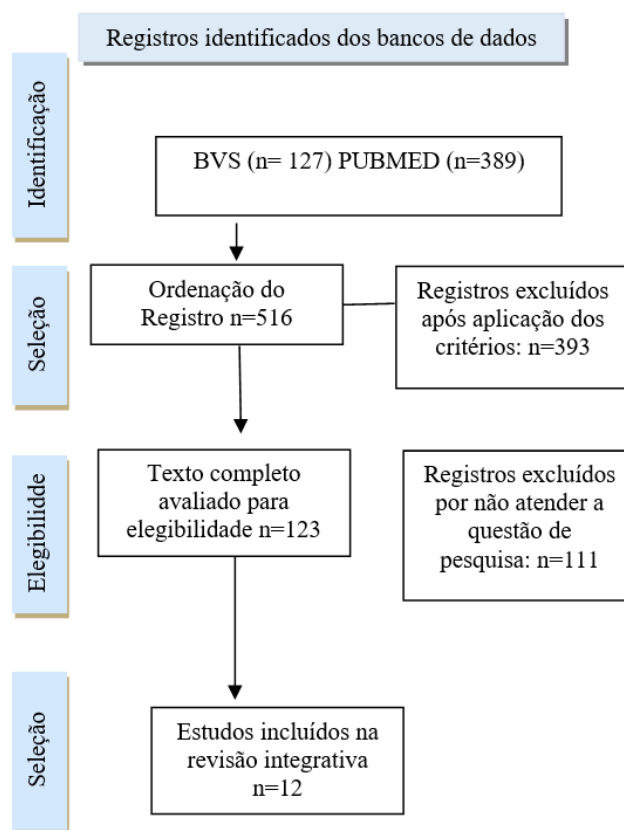 Registros identificados dos bancos de dados
Identificação
BVS (n= 127) PUBMED (n=389)
Seleção
Ordenação do
Registro n=516
Registros excluídos
após aplicação dos
critérios: n=393
Elegibilidde
Texto completo
avaliado para
elegibilidade n=123
Registros excluídos
por não atender a
questão de
pesquisa: n=111
Seleção
Estudos incluídos na
revisão integrativa
n=12